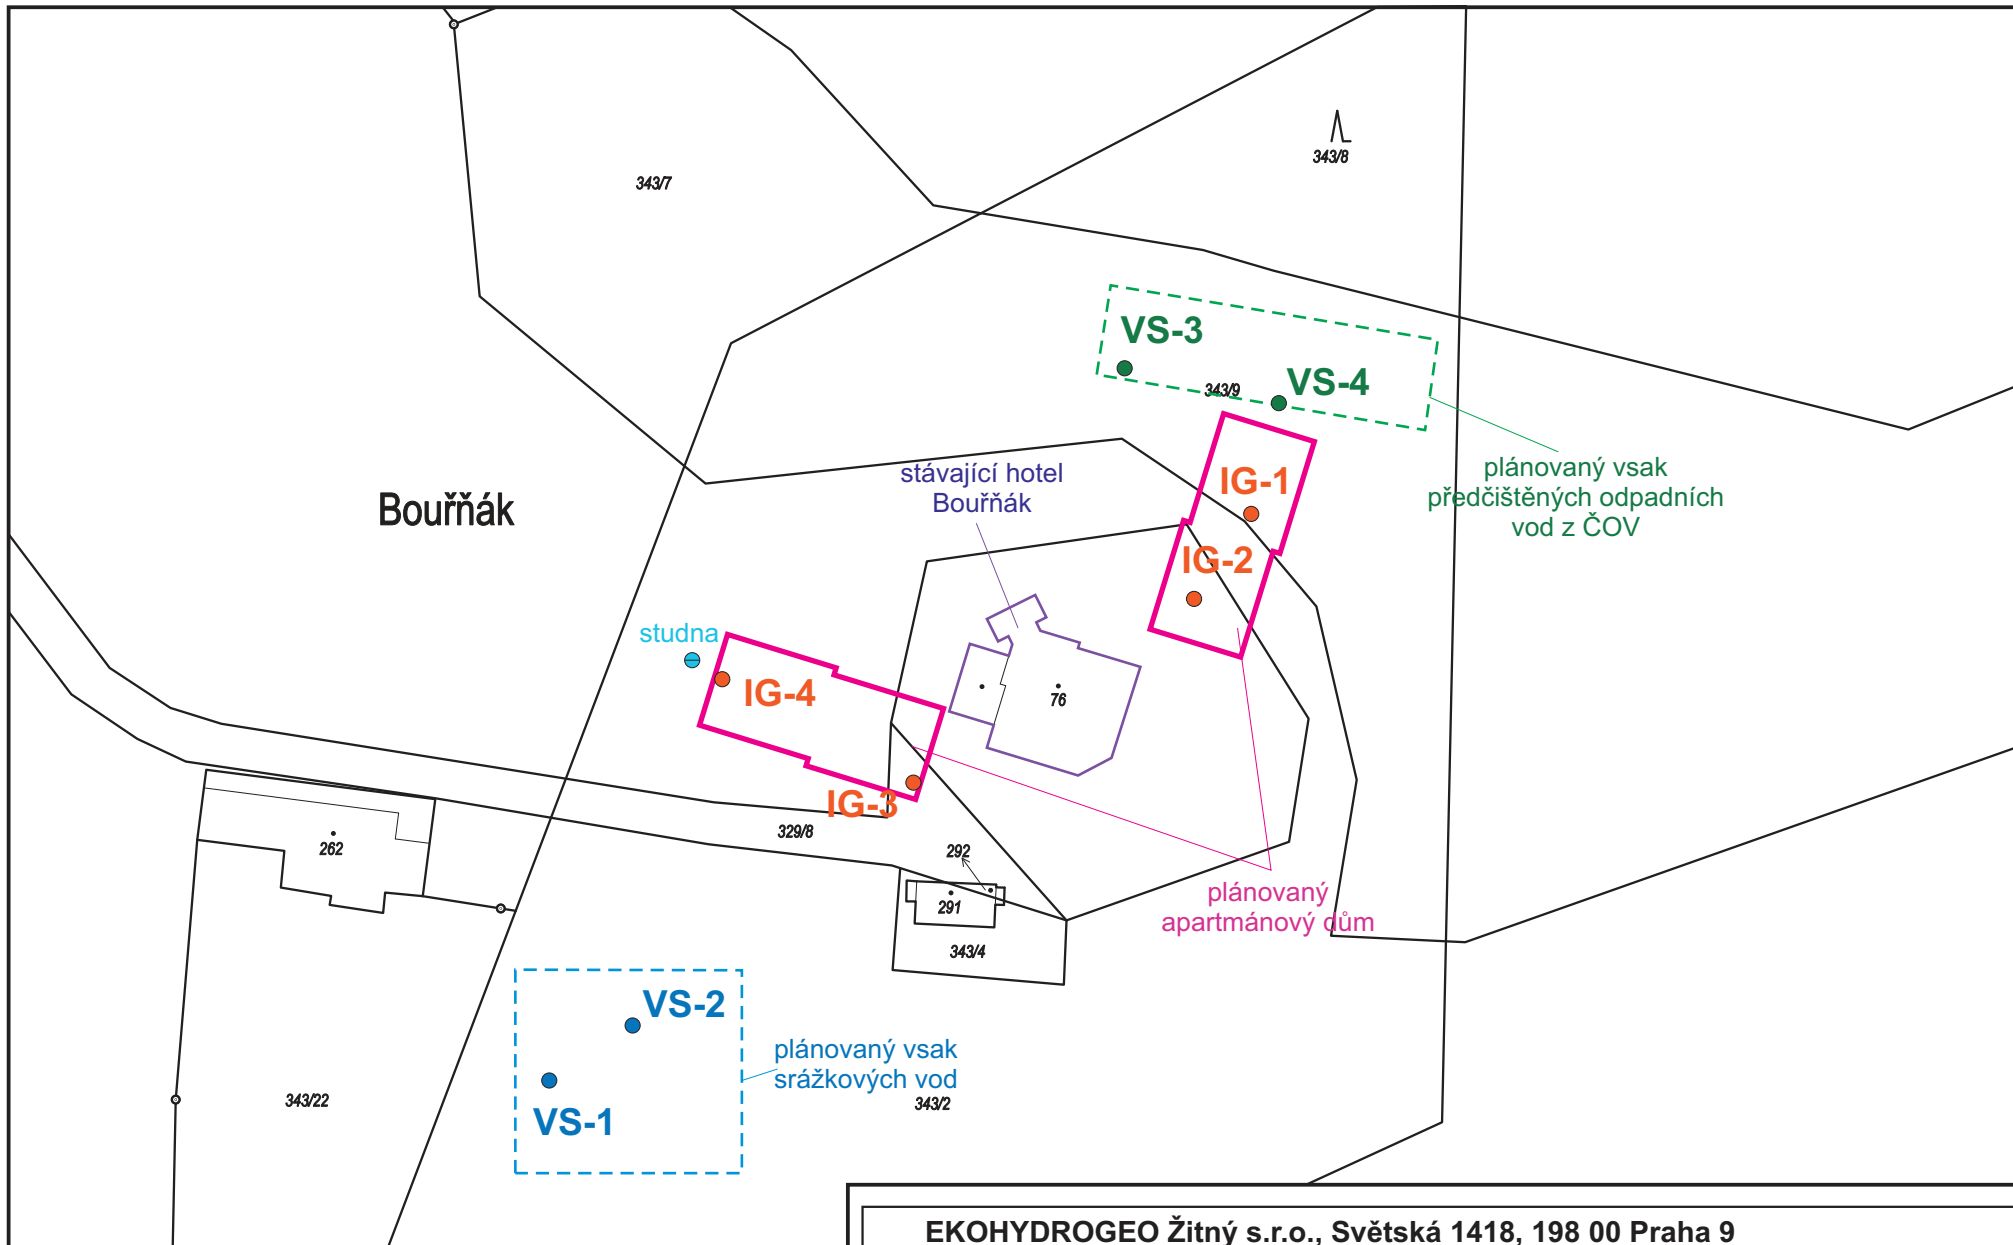 343/7
343/8
VS-3
343/9
VS-4
stávající hotel
Bouřňák
plánovaný vsak
předčištěných odpadních
vod z ČOV
IG-1
Bouřňák
IG-2
studna
IG-4
76
IG-3
329/8
262
292
291
plánovaný
apartmánový dům
343/4
VS-2
plánovaný vsak
srážkových vod
343/22
343/2
VS-1
EKOHYDROGEO Žitný s.r.o., Světská 1418, 198 00 Praha 9